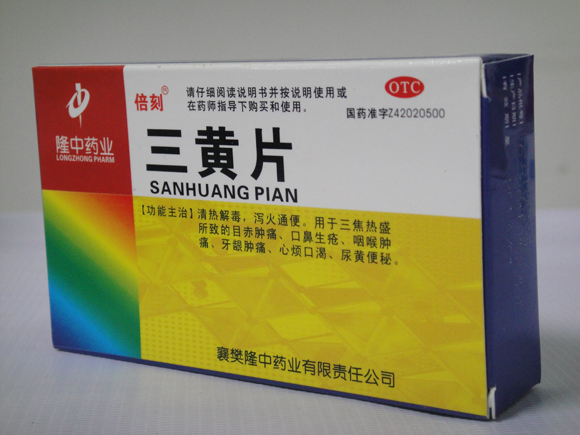 隆中药业
LONGZHONG PHARM
倍刻®
请仔细阅读说明书并按说明使用或
在药师指导下购买和使用。
OTC
国药准字Z42020500
三黄片
SANHUANG PIAN
【功能主治】清热解毒，泻火通便。用于三焦热盛
所致的目赤肿痛、口鼻生疮、咽喉肿
痛、牙龈肿痛、心烦口渴、尿黄便秘。
襄樊隆中药业有限责任公司